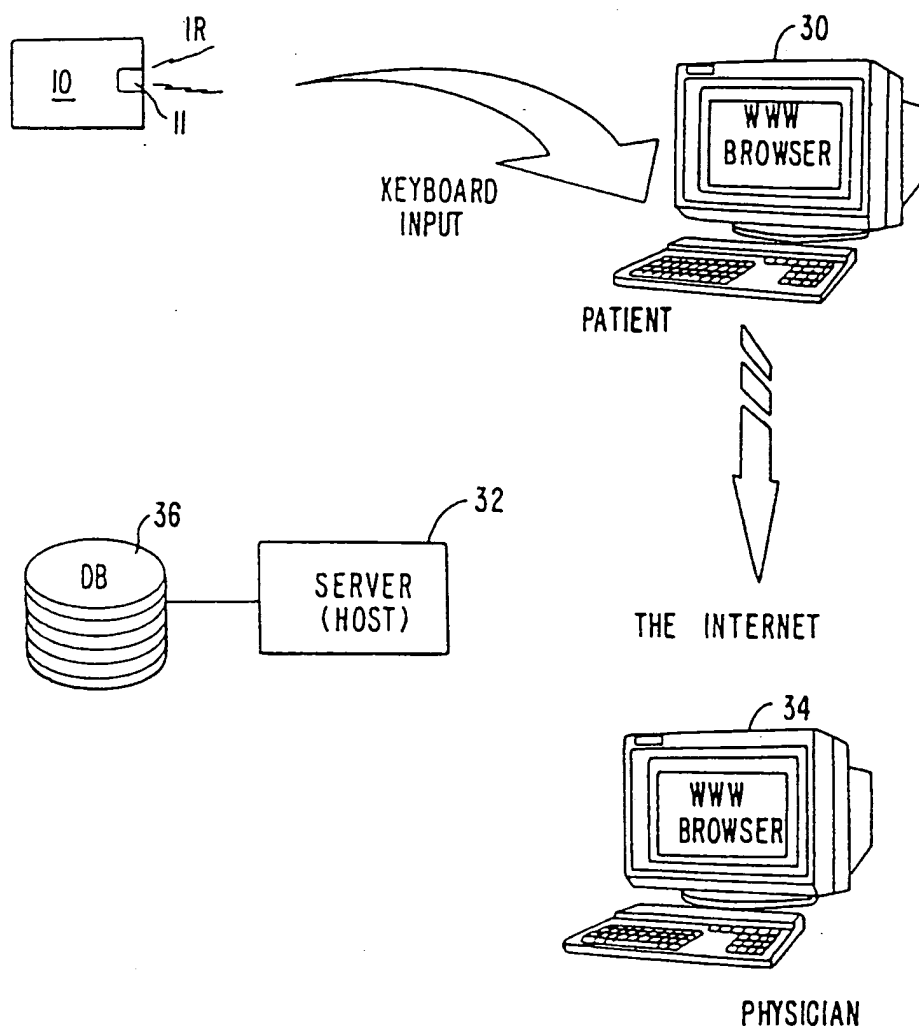 IR
10
11
KEYBOARD
INPUT
30
WWW
BROWSER
PATIENT
36
DB
32
SERVER
(HOST)
THE INTERNET
34
WWW
BROWSER
PHYSICIAN